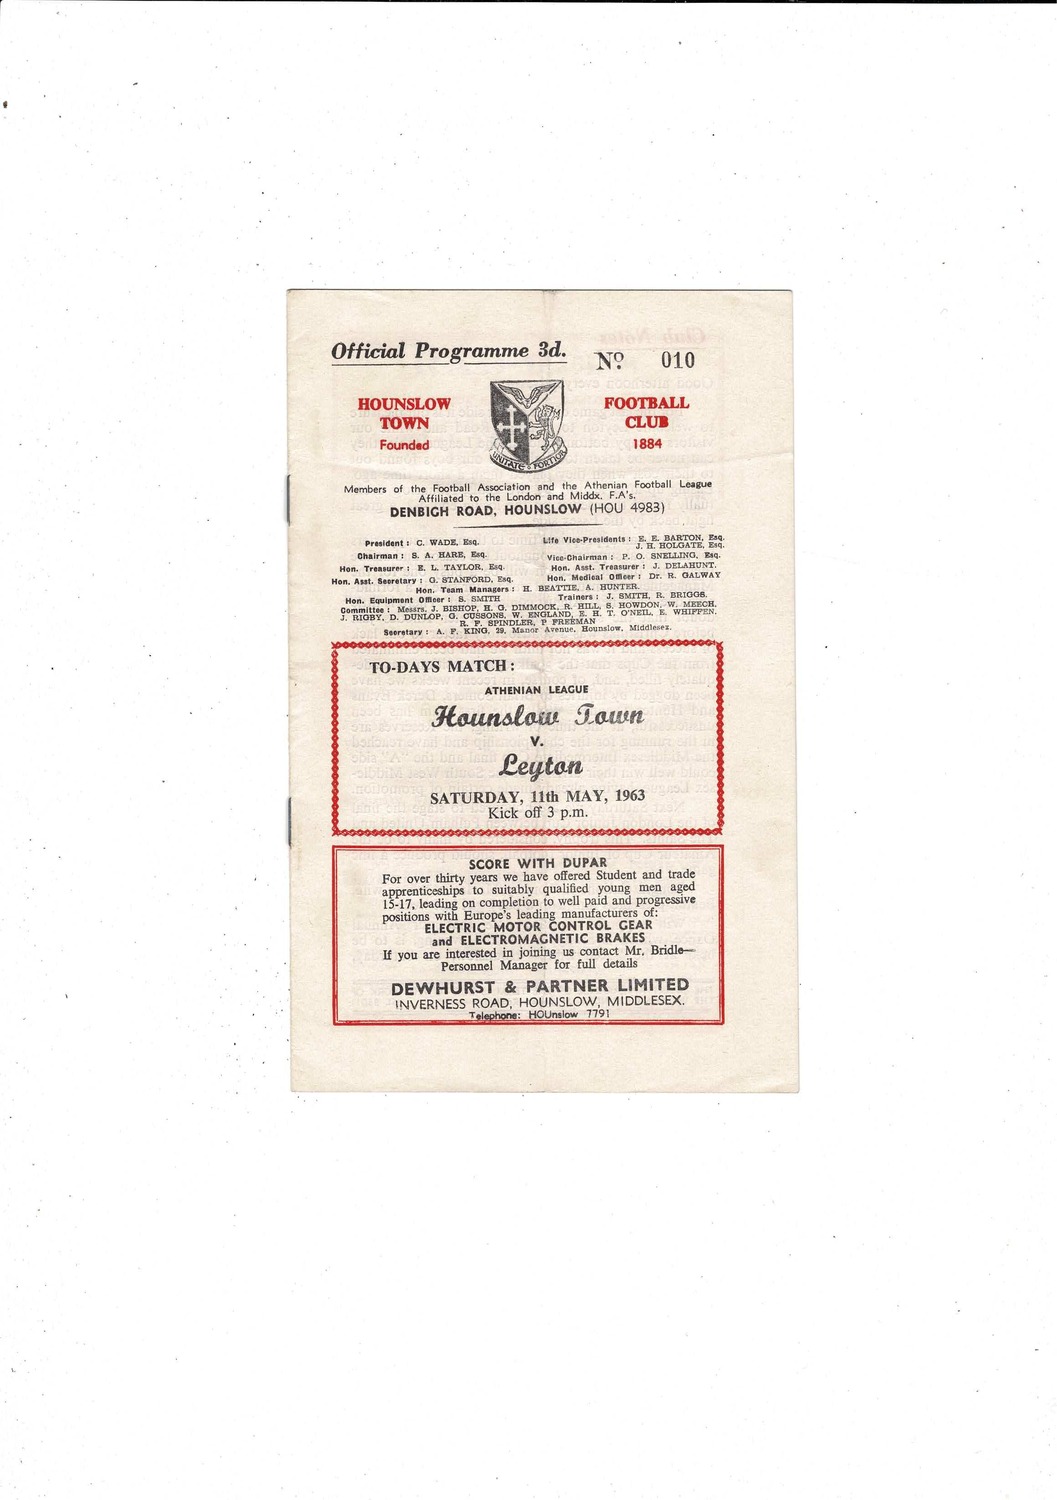 Official Programme 3d. Nº 010
HOUNSLOW TOWN FOOTBALL CLUB
Founded 1884
UNITATE FORTIOR
Members of the Football Association and the Athenian Football League
Affiliated to the London and Middx. F.A's.
DENBIGH ROAD, HOUNSLOW (HOU 4983)
President : C. WADE, Esq.
Life Vice-Presidents : E. E. BARTON, Esq.
J. H. HOLGATE, Esq.
Chairman : S. A. HARE, Esq.
Vice-Chairman : P. O. SNELLING, Esq.
Hon. Treasurer : E. L. TAYLOR, Esq.
Hon. Asst. Treasurer : J. DELAHUNT.
Hon. Asst. Secretary : G. STANFORD, Esq.
Hon. Medical Officer : Dr. R. GALWAY
Hon. Team Managers : H. BEATTIE, A. HUNTER.
Hon. Equipment Officer : S. SMITH
Trainers : J. SMITH, R. BRIGGS.
Committee : Messrs, J. BISHOP, H. G. DIMMOCK, R. HILL, S. HOWDON, W. MEECH,
J. RIGBY, D. DUNLOP, G. CUSSONS, W. ENGLAND, E. H. T. O'NEIL, E. WHIFFEN,
R. F. SPINDLER, P FREEMAN
Secretary : A. F. KING, 29, Manor Avenue, Hounslow, Middlesex.
TO-DAYS MATCH :
ATHENIAN LEAGUE
Hounslow Town
v.
Leyton
SATURDAY, 11th MAY, 1963
Kick off 3 p.m.
SCORE WITH DUPAR
For over thirty years we have offered Student and trade
apprenticeships to suitably qualified young men aged
15-17, leading on completion to well paid and progressive
positions with Europe's leading manufacturers of:
ELECTRIC MOTOR CONTROL GEAR
and ELECTROMAGNETIC BRAKES
If you are interested in joining us contact Mr, Bridle—
Personnel Manager for full details
DEWHURST & PARTNER LIMITED
INVERNESS ROAD, HOUNSLOW, MIDDLESEX.
Telephone: HOUnslow 7791